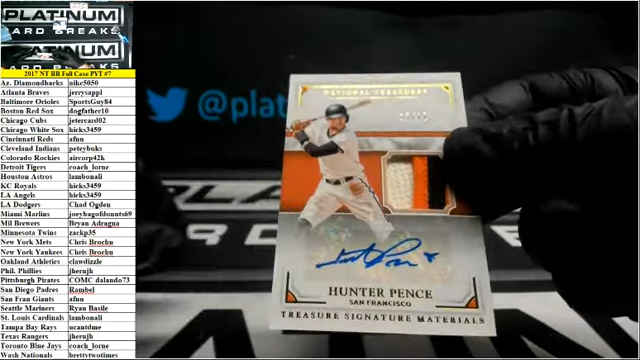 PLATINUM
ARD BREAKS
PLATINUM
2017 NT BB Full Case PYT #7
Az. Diamondbacks nike5050
Atlanta Braves jerrysappl
Baltimore Orioles SportsGuy84
Boston Red Sox dogfather10
Chicago Cubs jetercard02
Chicago White Sox hicks3459
Cincinnati Reds afnu
Cleveland Indians peteybuks
Colorado Rockies aircorp42k
Detroit Tigers coach_lorne
Houston Astros lambonali
KC Royals hicks3459
LA Angels hicks3459
LA Dodgers Chad Ogden
Miami Marlins joeybagofdonuts69
Mil Brewers Bryan Adragna
Minnesota Twins zackp35
New York Mets Chris Brochu
New York Yankees Chris Brochu
Oakland Athletics clawdizzle
Phil. Phillies jhernjh
Pittsburgh Pirates COMC dalando73
San Diego Padres Rambel
San Fran Giants afnu
Seattle Mariners Ryan Basile
St. Louis Cardinals lambonali
Tampa Bay Rays ucantdme
Texas Rangers jhernjh
Toronto Blue Jays coach_lorne
Wash Nationals brettytwotimes
@plat
NATIONAL TREASURES
HUNTER PENCE
SAN FRANCISCO
TREASURE SIGNATURE MATERIALS